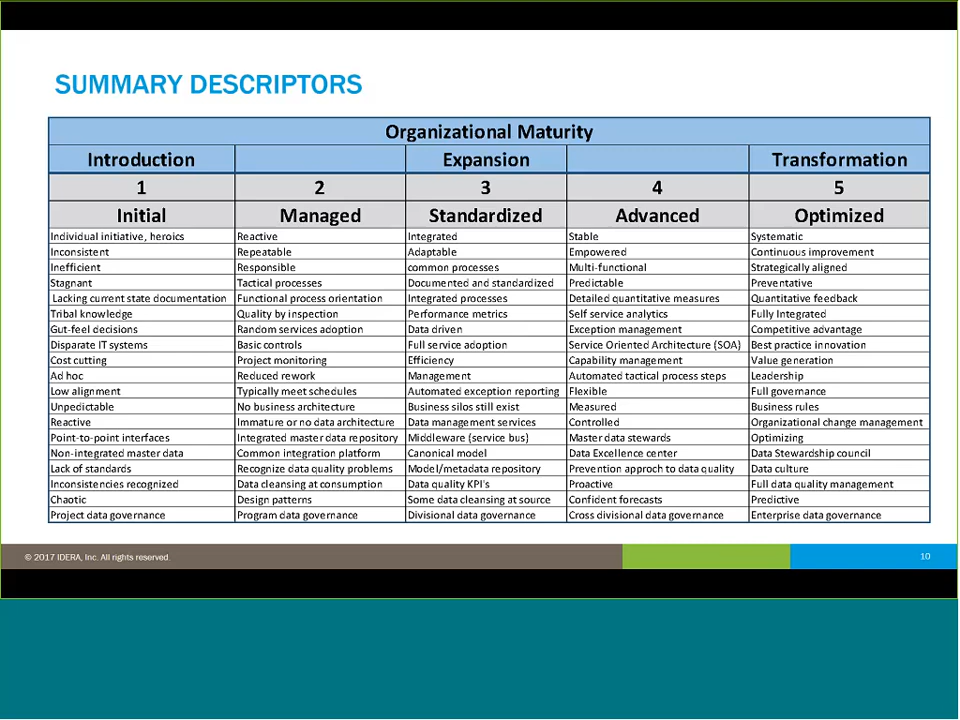 SUMMARY DESCRIPTORS
Organizational Maturity
Introduction Expansion Transformation
1 2 3 4 5
Initial Managed Standardized Advanced Optimized
Individual initiative, heroics Reactive Integrated Stable Systematic
Inconsistent Repeatable Adaptable Empowered Continuous improvement
Inefficient Responsible common processes Multi-functional Strategically aligned
Stagnant Tactical processes Documented and standardized Predictable Preventative
Lacking current state documentation Functional process orientation Integrated processes Detailed quantitative measures Quantitative feedback
Tribal knowledge Quality by inspection Performance metrics Self service analytics Fully Integrated
Gut-feel decisions Random services adoption Data driven Exception management Competitive advantage
Disparate IT systems Basic controls Full service adoption Service Oriented Architecture (SOA) Best practice innovation
Cost cutting Project monitoring Efficiency Capability management Value generation
Ad hoc Reduced rework Management Automated tactical process steps Leadership
Low alignment Typically meet schedules Automated exception reporting Flexible Full governance
Unpedictable No business architecture Business silos still exist Measured Business rules
Reactive Immature or no data architecture Data management services Controlled Organizational change management
Point-to-point interfaces Integrated master data repository Middleware (service bus) Master data stewards Optimizing
Non-integrated master data Common integration platform Canonical model Data Excellence center Data Stewardship council
Lack of standards Recognize data quality problems Model/metadata repository Prevention approch to data quality Data culture
Inconsistencies recognized Data cleansing at consumption Data quality KPI's Proactive Full data quality management
Chaotic Design patterns Some data cleansing at source Confident forecasts Predictive
Project data governance Program data governance Divisional data governance Cross divisional data governance Enterprise data governance
© 2017 IDERA, Inc. All rights reserved. 10